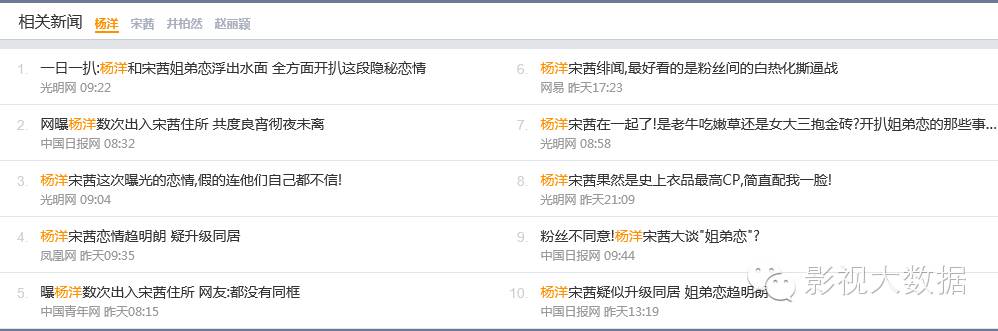 相关新闻 杨洋 宋茜 井柏然 赵丽颖
1. 一日一扒:杨洋和宋茜姐弟恋浮出水面 全方面开扒这段隐秘恋情
光明网 09:22
2. 网曝杨洋数次出入宋茜住所 共度良宵彻夜未离
中国日报网 08:32
3. 杨洋宋茜这次曝光的恋情,假的连他们自己都不信!
光明网 09:04
4. 杨洋宋茜恋情趋明朗 疑升级同居
凤凰网 昨天09:35
5. 曝杨洋数次出入宋茜住所 网友:都没有同框
中国青年网 昨天08:15
6. 杨洋宋茜绯闻,最好看的是粉丝间的白热化撕逼战
网易 昨天17:23
7. 杨洋宋茜在一起了!是老牛吃嫩草还是女大三抱金砖?开扒姐弟恋的那些事...
光明网 08:58
8. 杨洋宋茜果然是史上衣品最高CP,简直配我一脸!
光明网 昨天21:09
9. 粉丝不同意!杨洋宋茜大谈"姐弟恋"?
中国日报网 09:44
10. 杨洋宋茜疑似升级同居 姐弟恋趋明朗
中国日报网 昨天13:19
影视大数据